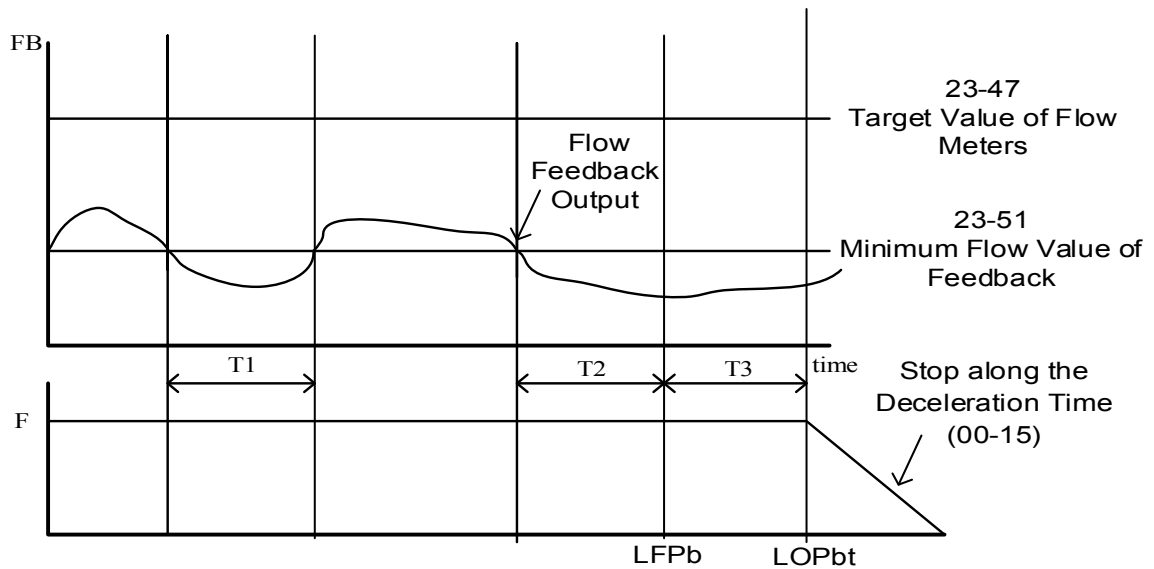 FB
23-47
Target Value of Flow
Meters
Flow
Feedback
Output
23-51
Minimum Flow Value of
Feedback
T1
T2
T3
time
F
Stop along the
Deceleration Time
(00-15)
LFPb
LOPbt